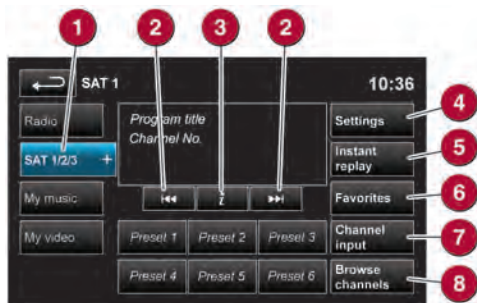 1 2 3 2
SAT 1 10:36
Radio
SAT 1/2/3 +
My music
My video
Program title
Channel No.
i
Preset 1 Preset 2 Preset 3
Preset 4 Preset 5 Preset 6
Settings 4
Instant
replay 5
Favorites 6
Channel
input 7
Browse
channels 8